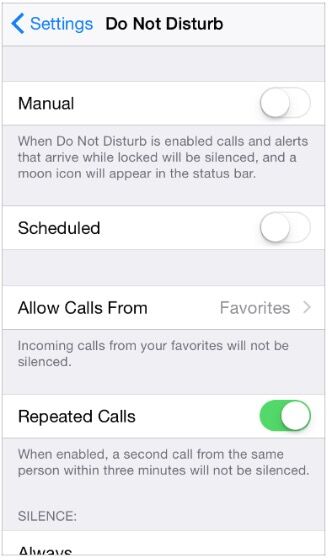 Settings Do Not Disturb
Manual
When Do Not Disturb is enabled calls and alerts
that arrive while locked will be silenced, and a
moon icon will appear in the status bar.
Scheduled
Allow Calls From Favorites
Incoming calls from your favorites will not be
silenced.
Repeated Calls
When enabled, a second call from the same
person within three minutes will not be silenced.
SILENCE:
Always